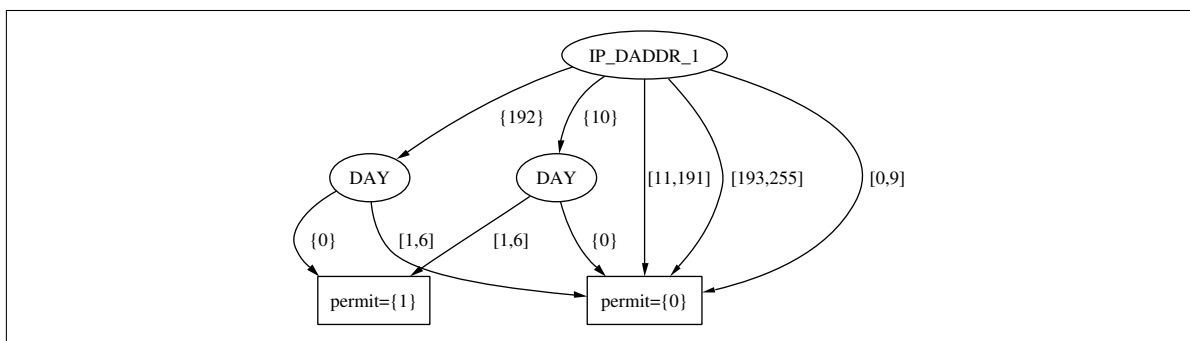 IP_DADDR_1
{192}
{10}
DAY
DAY
[11,191]
[193,255]
[0,9]
{0}
[1,6]
[1,6]
{0}
permit={1}
permit={0}